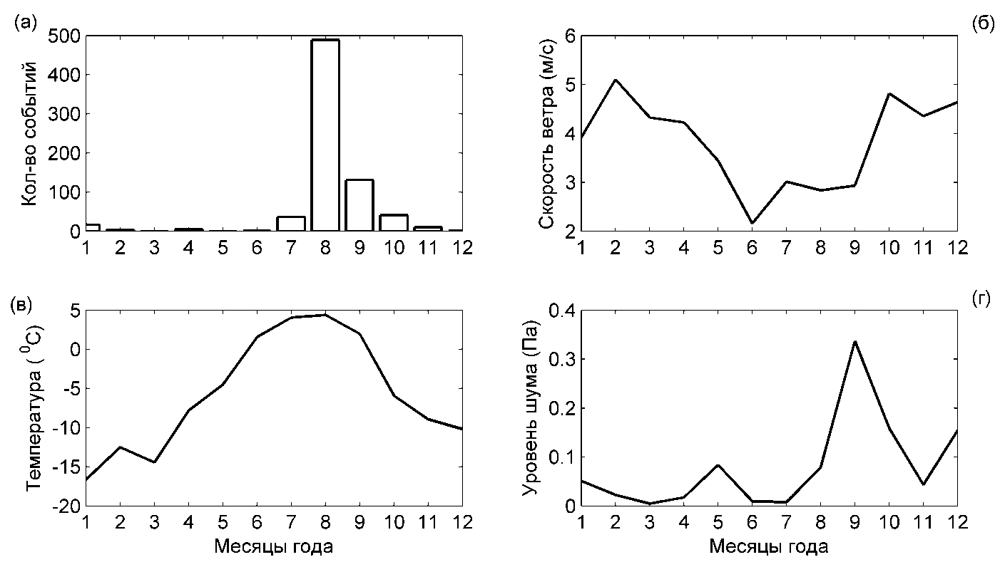 (а)
500
400
300
200
100
0
Кол-во событий
1 2 3 4 5 6 7 8 9 10 11 12
(б)
6
5
4
3
2
Скорость ветра (м/с)
1 2 3 4 5 6 7 8 9 10 11 12
(в)
5
0
-5
-10
-15
-20
Температура ( ⁰С)
1 2 3 4 5 6 7 8 9 10 11 12
Месяцы года
(г)
0.4
0.3
0.2
0.1
0
Уровень шума (Па)
1 2 3 4 5 6 7 8 9 10 11 12
Месяцы года